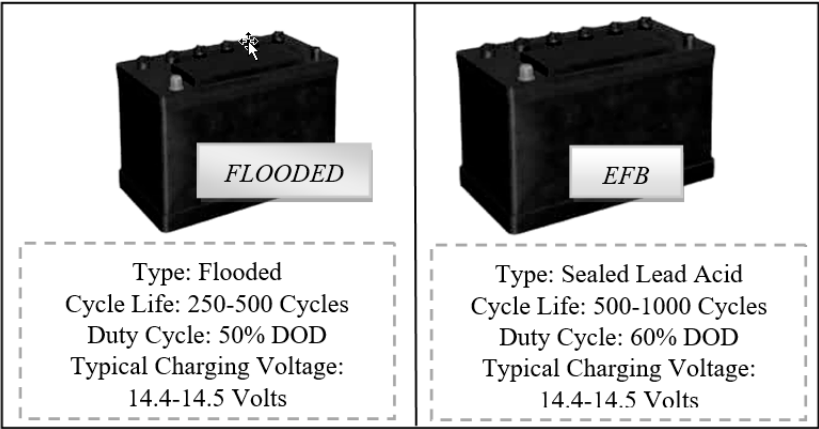 FLOODED
Type: Flooded
Cycle Life: 250-500 Cycles
Duty Cycle: 50% DOD
Typical Charging Voltage:
14.4-14.5 Volts
EFB
Type: Sealed Lead Acid
Cycle Life: 500-1000 Cycles
Duty Cycle: 60% DOD
Typical Charging Voltage:
14.4-14.5 Volts